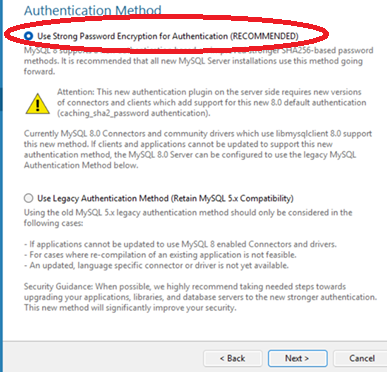 Authentication Method
Use Strong Password Encryption for Authentication (RECOMMENDED)
MySQL 8 supports SHA256-based password
methods. It is recommended that all new MySQL Server installations use this method going
forward.
Attention: This new authentication plugin on the server side requires new versions
of connectors and clients which add support for this new 8.0 default authentication
(caching_sha2_password authentication).
Currently MySQL 8.0 Connectors and community drivers which use libmysqlclient 8.0 support
this new method. If clients and applications cannot be updated to support this new
authentication method, the MySQL 8.0 Server can be configured to use the legacy MySQL
Authentication Method below.
Use Legacy Authentication Method (Retain MySQL 5.x Compatibility)
Using the old MySQL 5.x legacy authentication method should only be considered in the
following cases:
- If applications cannot be updated to use MySQL 8 enabled Connectors and drivers.
- For cases where re-compilation of an existing application is not feasible.
- An updated, language specific connector or driver is not yet available.
Security Guidance: When possible, we highly recommend taking needed steps towards
upgrading your applications, libraries, and database servers to the new stronger authentication.
This new method will significantly improve your security.
< Back
Next >
Cancel